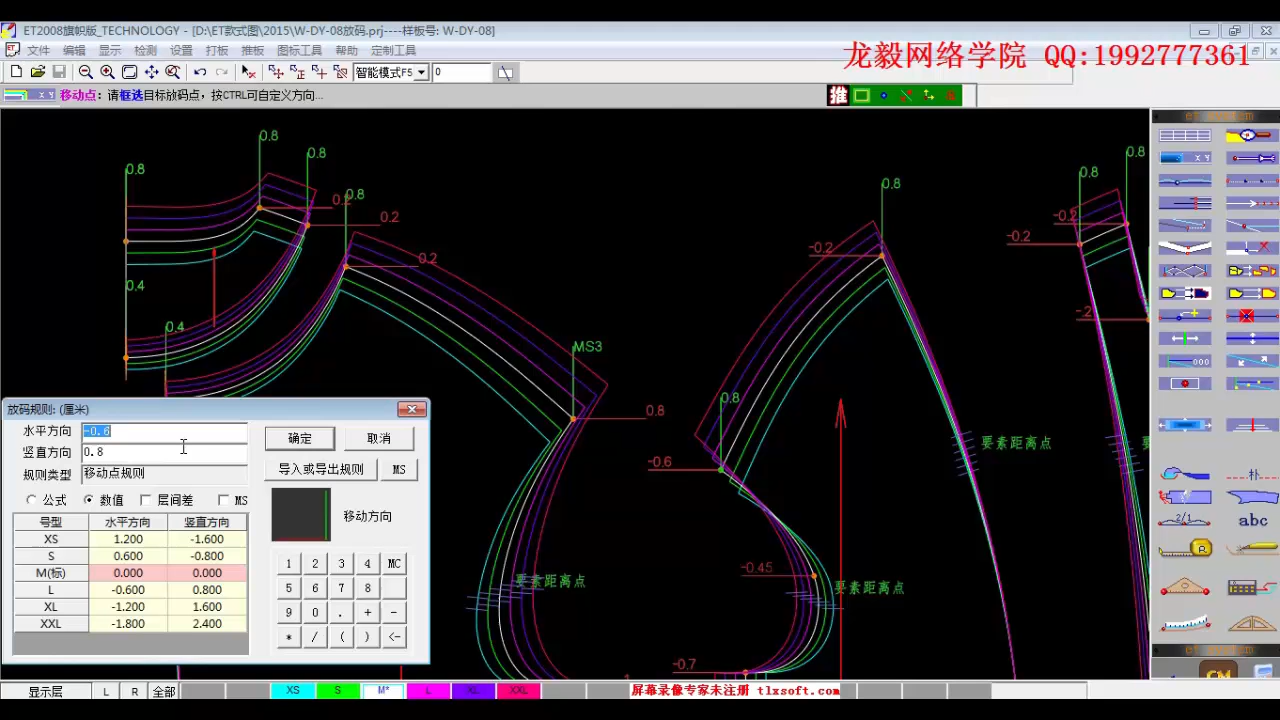 ET2008旗帜版_TECHNOLOGY - [D:\ET款式图\2015\W-DY-08放码.prj----样板号: W-DY-08]
文件 编辑 显示 检测 设置 打板 推板 图标工具 帮助 定制工具
龙毅网络学院 QQ:1992777361
智能模式F5 0
移动点: 请框选目标放码点，按CTRL可自定义方向...
推
0.8
0.8
0.8
0.8
0.2
0.2
0.2
0.4
0.4
MS3
0.8
0.8
-0.2
0.8
-0.6
-0.45
-0.7
要素距离点
要素距离点
要素距离点
0.8
0.8
-0.2
-0.2
-2
放码规则: (厘米)
水平方向 -0.6
竖直方向 0.8
规则类型 移动点规则
确定 取消
导入或导出规则 MS
公式 数值 层间差 MS
移动方向
号型 水平方向 竖直方向
XS 1.200 -1.600
S 0.600 -0.800
M(标) 0.000 0.000
L -0.600 0.800
XL -1.200 1.600
XXL -1.800 2.400
1 2 3 4 MC
5 6 7 8
9 0 . + -
* / ( ) <-
X Y
000
朴
2/1 abc
R
显示层 L R 全部 XS S M* L XL XXL
屏幕录像专家未注册 tlxsoft.com